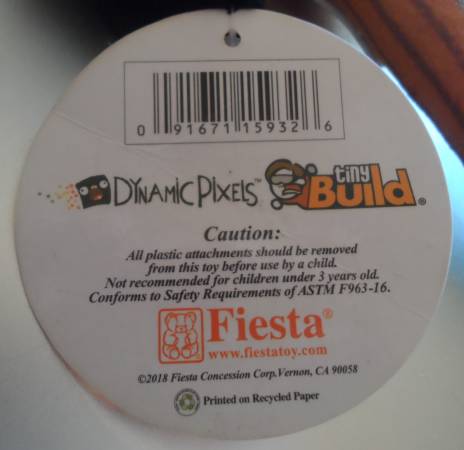 0 91671 15932 6
DYNAMIC PIXELS™ tiny Build®
Caution:
All plastic attachments should be removed
from this toy before use by a child.
Not recommended for children under 3 years old.
Conforms to Safety Requirements of ASTM F963-16.
Fiesta®
www.fiestatoy.com
©2018 Fiesta Concession Corp. Vernon, CA 90058
Printed on Recycled Paper